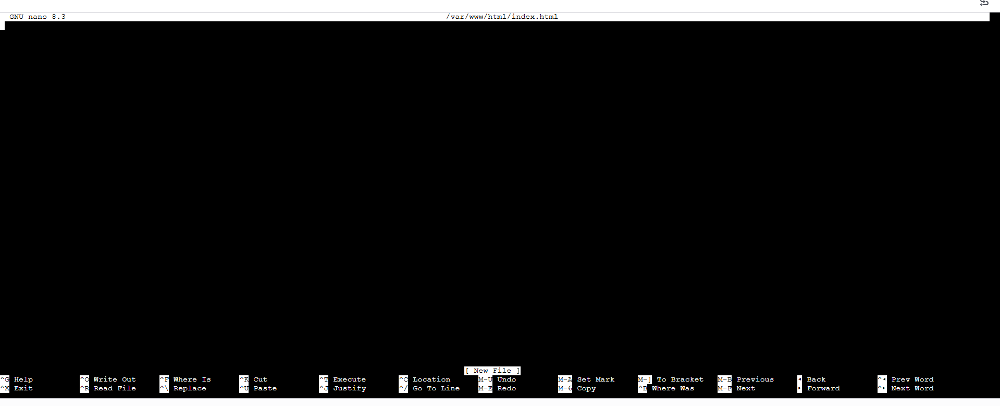 GNU nano 8.3 /var/www/html/index.html
[ New File ]
^G Help ^O Write Out ^F Where Is ^K Cut ^T Execute ^C Location M-U Undo M-A Set Mark M-] To Bracket M-B Previous ◂ Back ^◂ Prev Word
^X Exit ^R Read File ^\ Replace ^U Paste ^J Justify ^/ Go To Line M-E Redo M-6 Copy ^B Where Was M-F Next ▸ Forward ^▸ Next Word